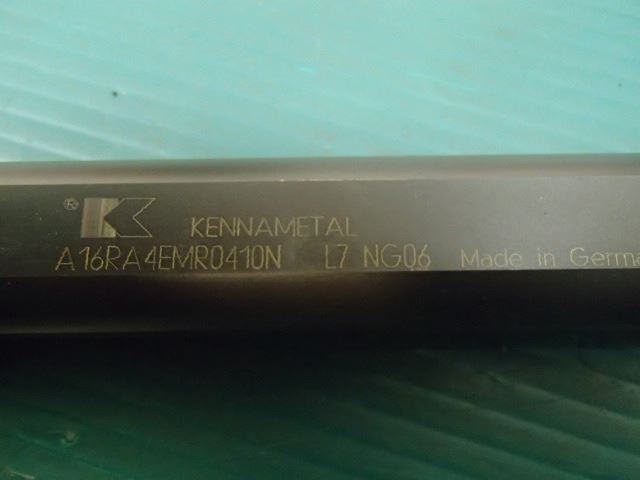 ® KENNAMETAL
A16RA4EMR0410N L7 NG06 Made in Germa